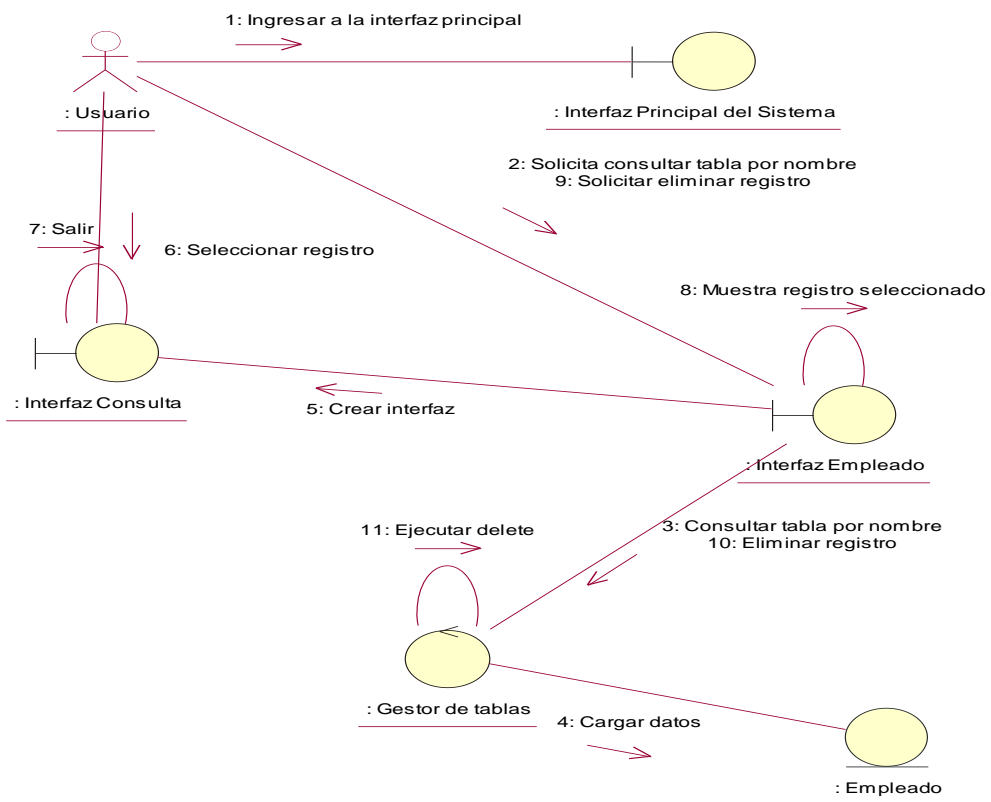 1: Ingresar a la interfaz principal
: Usuario
: Interfaz Principal del Sistema
2: Solicita consultar tabla por nombre
9: Solicitar eliminar registro
7: Salir
6: Seleccionar registro
8: Muestra registro seleccionado
: Interfaz Consulta
5: Crear interfaz
: Interfaz Empleado
11: Ejecutar delete
3: Consultar tabla por nombre
10: Eliminar registro
: Gestor de tablas
4: Cargar datos
: Empleado